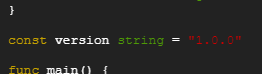 }
const version string = "1.0.0"
func main() {